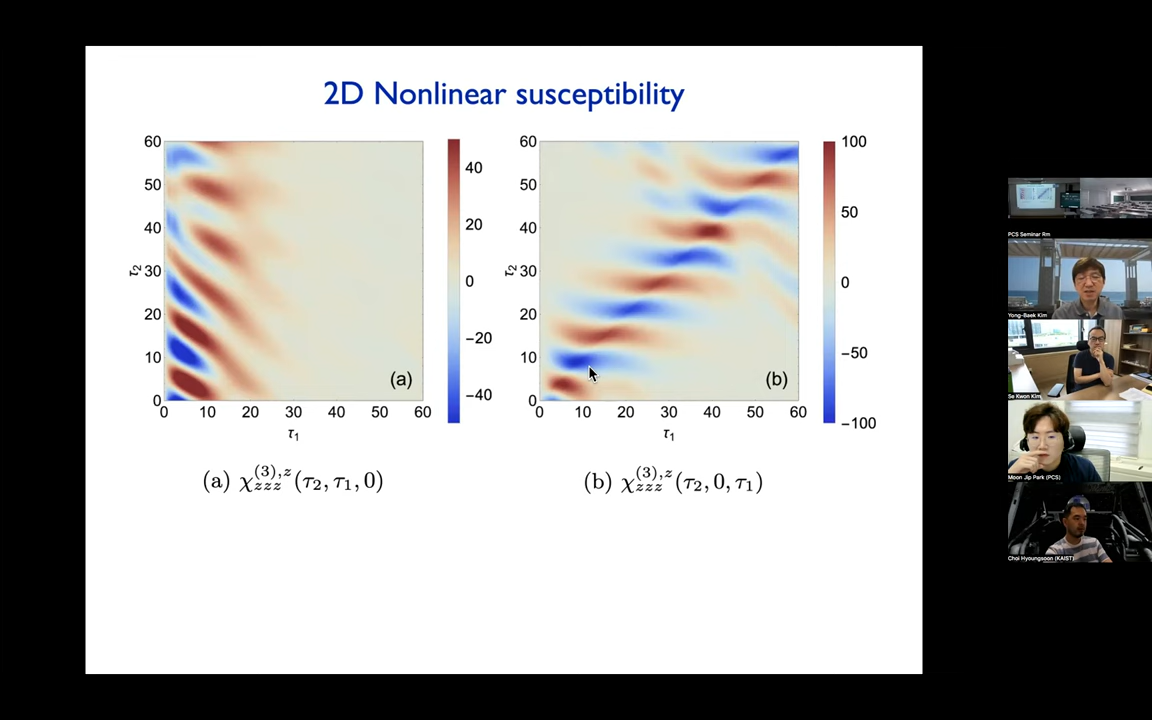 2D Nonlinear susceptibility
60
50
40
30
20
10
0
τ2
0 10 20 30 40 50 60
τ1
(a)
40
20
0
−20
−40
60
50
40
30
20
10
0
τ2
0 10 20 30 40 50 60
τ1
(b)
100
50
0
−50
−100
(a) χ^{(3),z}_{zzz}(τ2, τ1, 0)
(b) χ^{(3),z}_{zzz}(τ2, 0, τ1)
PCS Seminar Rm
Yong-Baek Kim
Se Kwon Kim
Moon Jip Park (PCS)
Choi Hyoungsoon (KAIST)